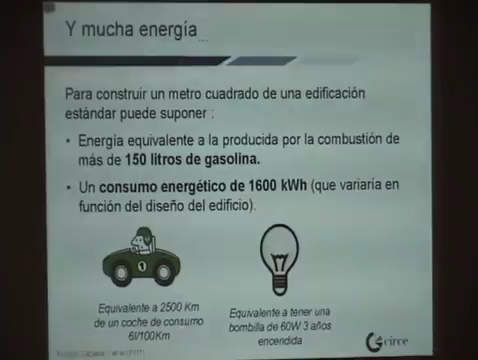 Y mucha energía...
Para construir un metro cuadrado de una edificación
estándar puede suponer :
• Energía equivalente a la producida por la combustión de
más de 150 litros de gasolina.
• Un consumo energético de 1600 kWh (que variaría en
función del diseño del edificio).
1
Equivalente a 2500 Km
de un coche de consumo
6l/100Km
Equivalente a tener una
bombilla de 60W 3 años
encendida
circe